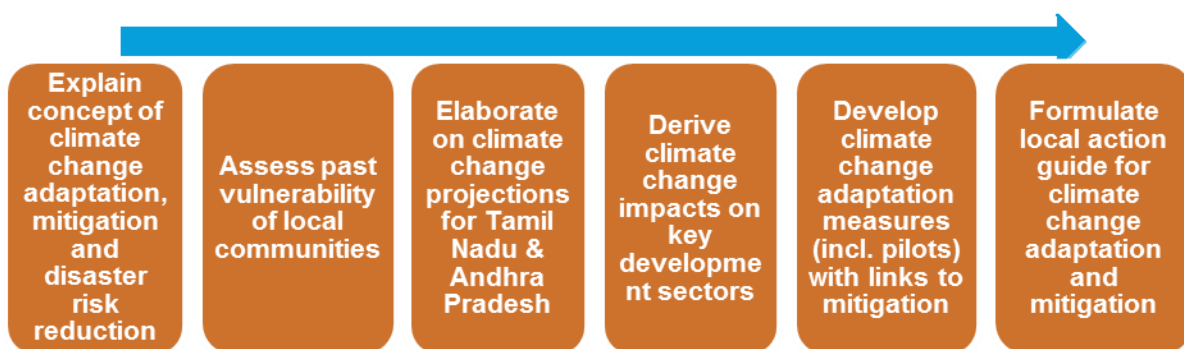 Explain
concept of
climate
change
adaptation,
mitigation
and
disaster
risk
reduction
Assess past
vulnerability
of local
communities
Elaborate
on climate
change
projections
for Tamil
Nadu &
Andhra
Pradesh
Derive
climate
change
impacts on
key
developme
nt sectors
Develop
climate
change
adaptation
measures
(incl. pilots)
with links to
mitigation
Formulate
local action
guide for
climate
change
adaptation
and
mitigation